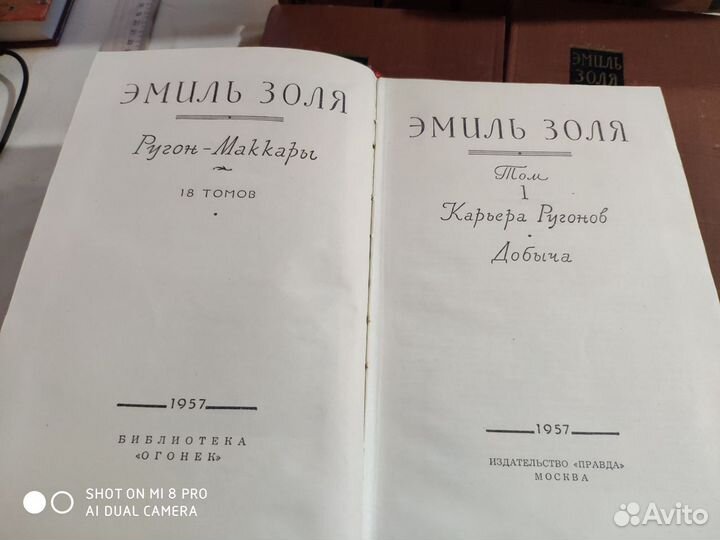 ЭМИЛЬ ЗОЛЯ
Ругон-Маккары
18 ТОМОВ
1957
БИБЛИОТЕКА
«ОГОНЕК»
ЭМИЛЬ ЗОЛЯ
Том
1
Карьера Ругонов
Добыча
1957
ИЗДАТЕЛЬСТВО «ПРАВДА»
МОСКВА
ЭМИЛЬ
ЗОЛЯ
SHOT ON MI 8 PRO
AI DUAL CAMERA
Avito